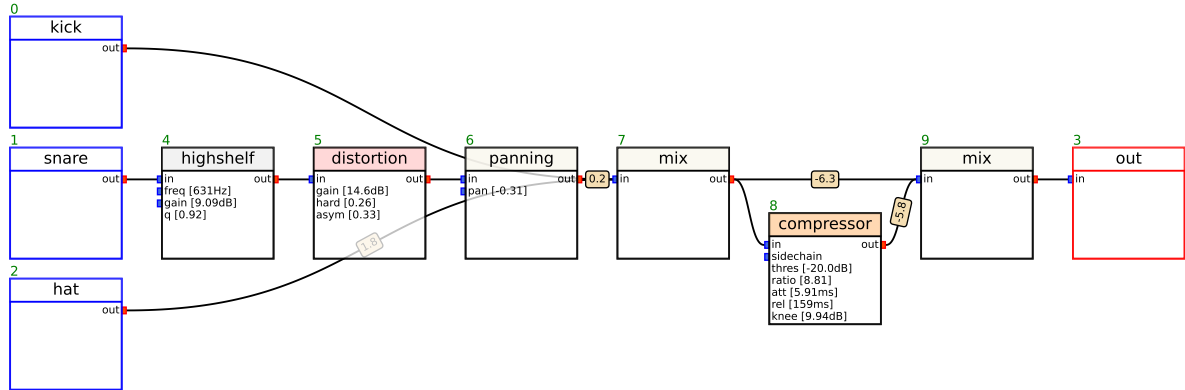 0
kick
out
1
snare
out
2
hat
out
4
highshelf
in
out
freq [631Hz]
gain [9.09dB]
q [0.92]
5
distortion
in
out
gain [14.6dB]
hard [0.26]
asym [0.33]
1.8
6
panning
in
out
pan [-0.31]
0.2
7
mix
in
out
-6.3
8
compressor
in
out
sidechain
thres [-20.0dB]
ratio [8.81]
att [5.91ms]
rel [159ms]
knee [9.94dB]
-5.8
9
mix
in
out
3
out
in